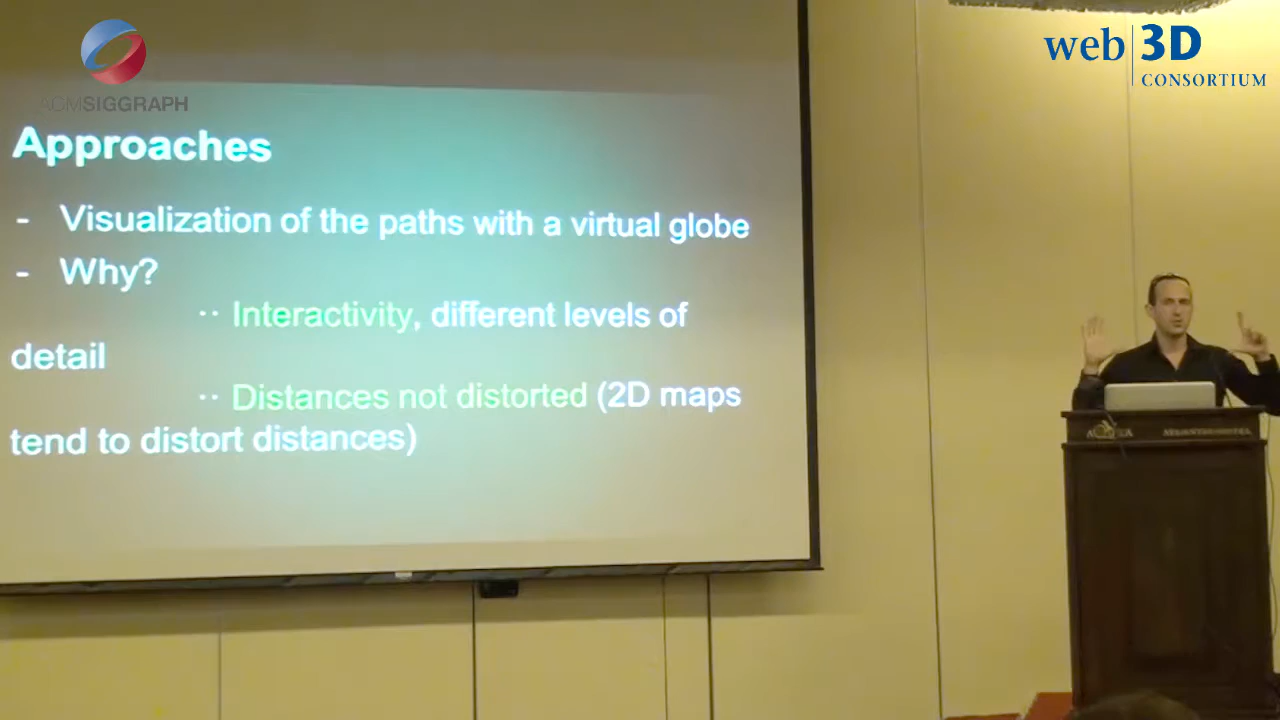 ACMSIGGRAPH
web 3D
CONSORTIUM
Approaches
- Visualization of the paths with a virtual globe
- Why?
·· Interactivity, different levels of
detail
·· Distances not distorted (2D maps
tend to distort distances)